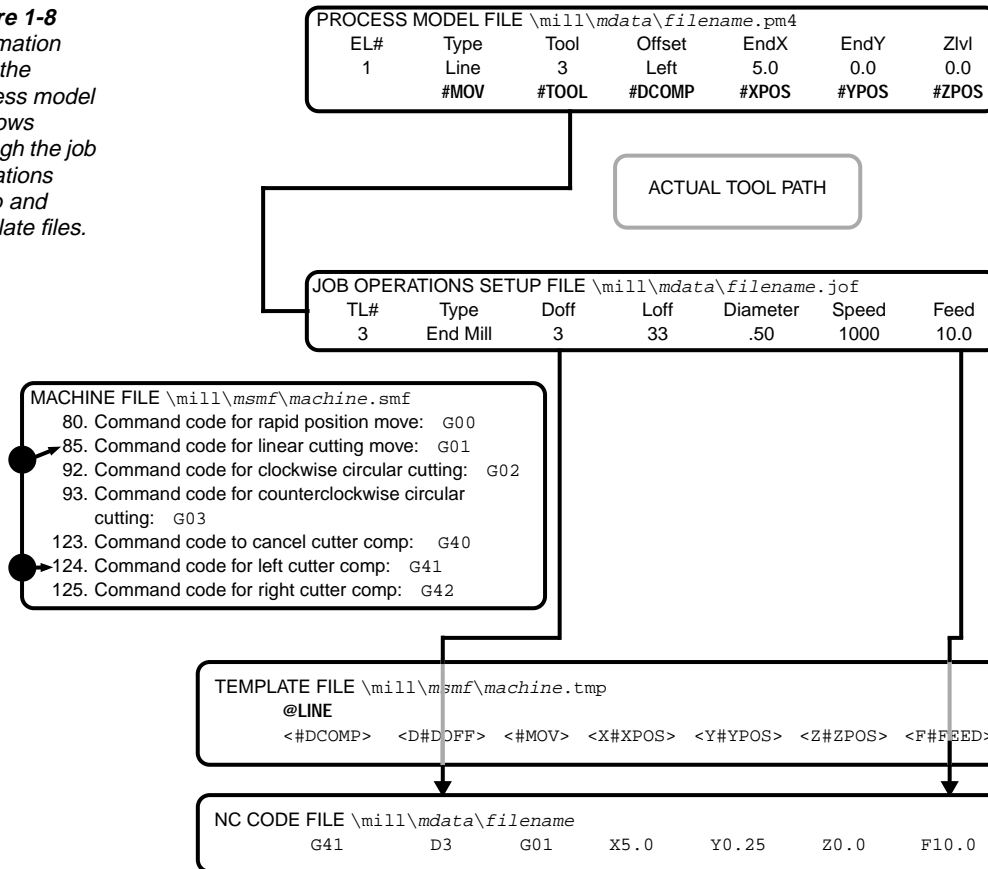 re 1-8
mation
the
ess model
ows
gh the job
ations
o and
late files.
PROCESS MODEL FILE \mill\mdata\filename.pm4
EL# Type Tool Offset EndX EndY Zlvl
1 Line 3 Left 5.0 0.0 0.0
#MOV #TOOL #DCOMP #XPOS #YPOS #ZPOS
ACTUAL TOOL PATH
JOB OPERATIONS SETUP FILE \mill\mdata\filename.jof
TL# Type Doff Loff Diameter Speed Feed
3 End Mill 3 33 .50 1000 10.0
MACHINE FILE \mill\msmf\machine.smf
80. Command code for rapid position move: G00
85. Command code for linear cutting move: G01
92. Command code for clockwise circular cutting: G02
93. Command code for counterclockwise circular
cutting: G03
123. Command code to cancel cutter comp: G40
124. Command code for left cutter comp: G41
125. Command code for right cutter comp: G42
TEMPLATE FILE \mill\msmf\machine.tmp
@LINE
<#DCOMP> <D#DOFF> <#MOV> <X#XPOS> <Y#YPOS> <Z#ZPOS> <F#FEED>
NC CODE FILE \mill\mdata\filename
G41 D3 G01 X5.0 Y0.25 Z0.0 F10.0